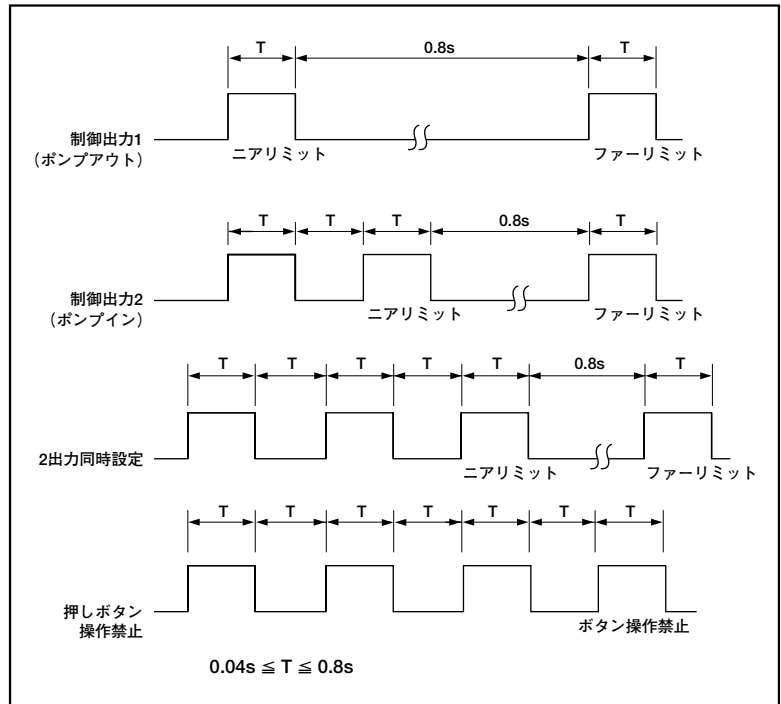 T 0.8s T
制御出力1
（ポンプアウト）
ニアリミット ファーリミット
T T T 0.8s T
制御出力2
（ポンプイン）
ニアリミット ファーリミット
T T T T T 0.8s T
2出力同時設定
ニアリミット ファーリミット
T T T T T T T
押しボタン
操作禁止
ボタン操作禁止
0.04s ≦ T ≦ 0.8s